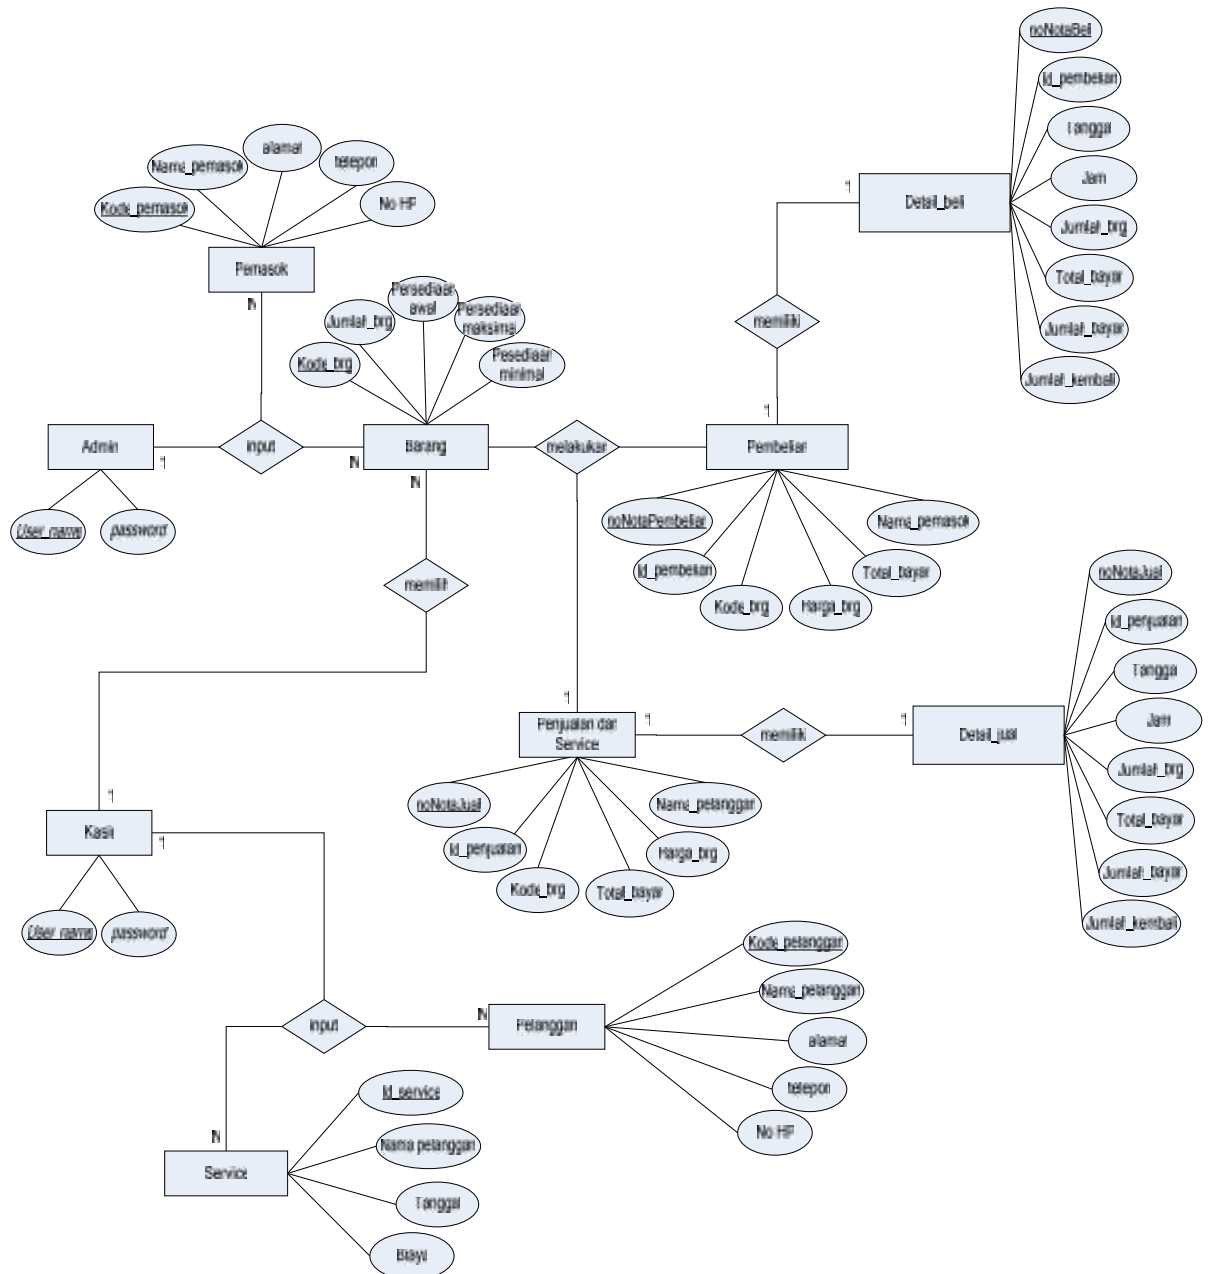 noNotaBeli
Id_pembelian
Tanggal
Jam
Jumlah_brg
Total_bayar
Jumlah_bayar
Jumlah_kembali
Detail_beli
1
memiliki
1
alamat
Nama_pemasok
telepon
Kode_pemasok
No HP
Pemasok
N
Persediaan
awal
Jumlah_brg
Persediaan
maksimal
Kode_brg
Pesediaan
minimal
Admin
1
input
N
Barang
N
melakukan
Pembelian
User_name
password
noNotaPembelian
Nama_pemasok
Id_pembelian
Total_bayar
Kode_brg
Harga_brg
memilih
1
Penjualan dan
Service
1
memiliki
1
Detail_jual
noNotaJual
Id_penjualan
Tanggal
Jam
Jumlah_brg
Total_bayar
Jumlah_bayar
Jumlah_kembali
noNotaJual
Nama_pelanggan
Id_penjualan
Harga_brg
Kode_brg
Total_bayar
1
Kasir
1
User_name
password
input
N
Pelanggan
Kode_pelanggan
Nama_pelanggan
alamat
telepon
No HP
N
Service
Id_service
Nama pelanggan
Tanggal
Biaya